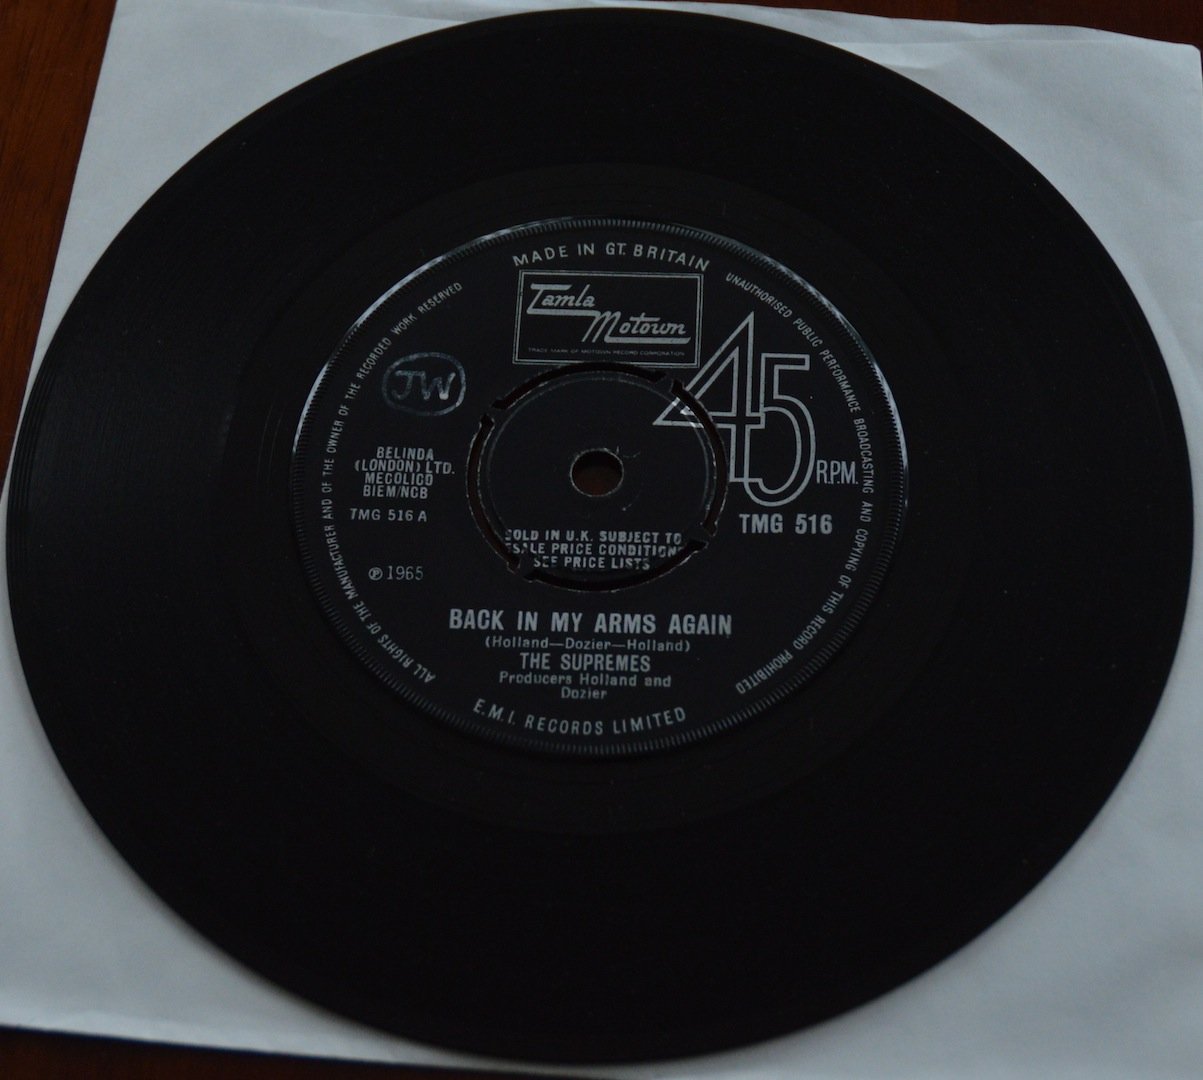 MADE IN GT. BRITAIN
Tamla
Motown
TRADE MARK OF MOTOWN RECORD CORPORATION
ALL RIGHTS OF THE MANUFACTURER AND OF THE OWNER OF THE RECORDED WORK RESERVED
UNAUTHORISED PUBLIC PERFORMANCE BROADCASTING AND COPYING OF THIS RECORD PROHIBITED
JW
45
R.P.M.
BELINDA
(LONDON) LTD.
MECOLICO
BIEM/NCB
TMG 516 A
TMG 516
SOLD IN U.K. SUBJECT TO
PRICE CONDITIONS
SEE PRICE LISTS
℗ 1965
BACK IN MY ARMS AGAIN
(Holland—Dozier—Holland)
THE SUPREMES
Producers Holland and
Dozier
E.M.I. RECORDS LIMITED